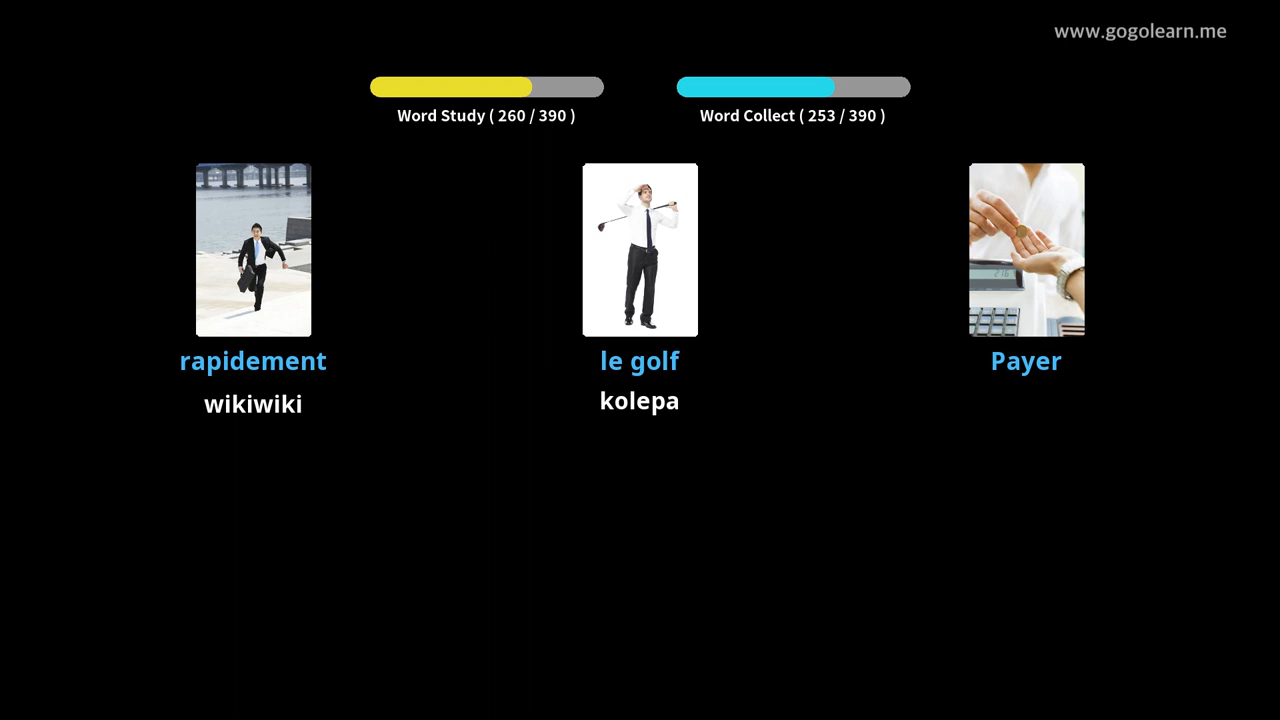 www.gogolearn.me
Word Study ( 260 / 390 )
Word Collect ( 253 / 390 )
rapidement
wikiwiki
le golf
kolepa
Payer